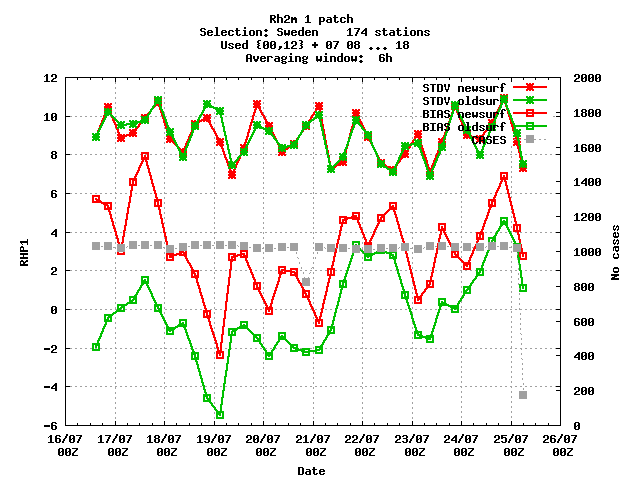 Rh2m 1 patch
Selection: Sweden    174 stations
Used {00,12} + 07 08 ... 18
Averaging window:  6h
STDV newsurf
STDV oldsurf
BIAS newsurf
BIAS oldsurf
CASES
12
10
8
6
4
2
0
-2
-4
-6
RHP1
2000
1800
1600
1400
1200
1000
800
600
400
200
0
No cases
16/07 17/07 18/07 19/07 20/07 21/07 22/07 23/07 24/07 25/07 26/07
00Z 00Z 00Z 00Z 00Z 00Z 00Z 00Z 00Z 00Z 00Z
Date